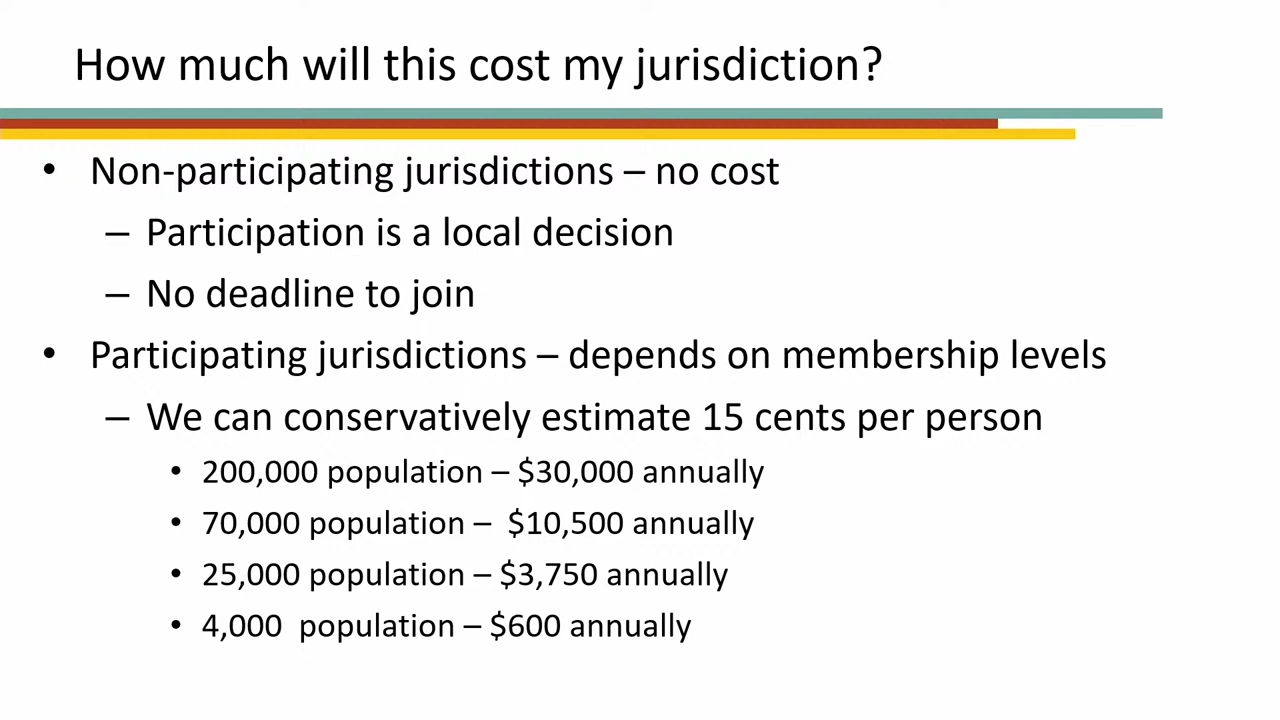 How much will this cost my jurisdiction?
• Non-participating jurisdictions – no cost
– Participation is a local decision
– No deadline to join
• Participating jurisdictions – depends on membership levels
– We can conservatively estimate 15 cents per person
• 200,000 population – $30,000 annually
• 70,000 population –  $10,500 annually
• 25,000 population – $3,750 annually
• 4,000  population – $600 annually